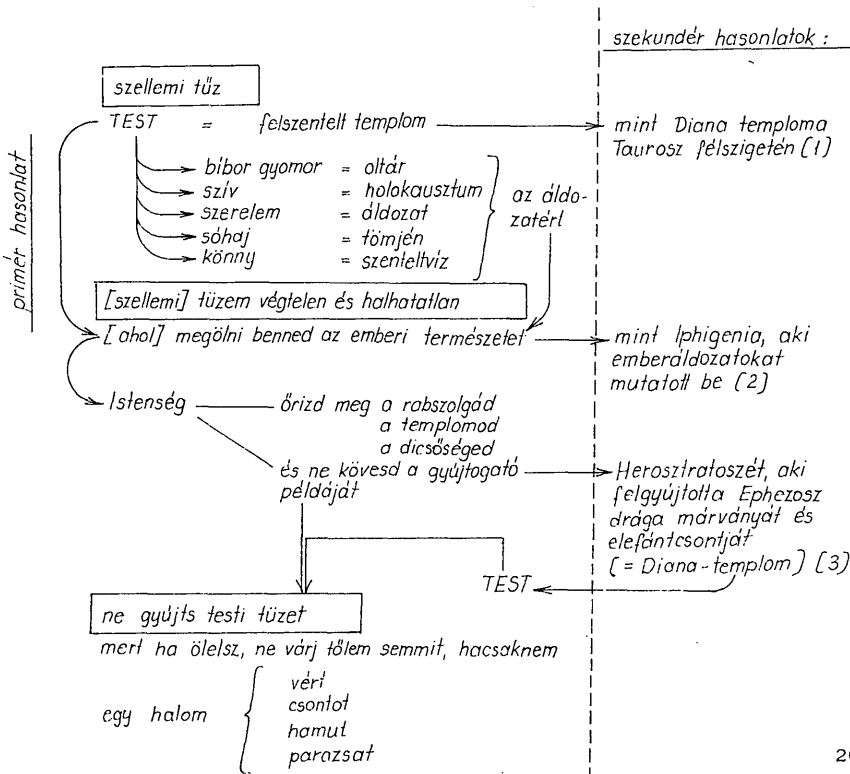 szekundér hasonlatok :
primér hasonlat
szellemi tűz
TEST = felszentelt templom
mint Diana temploma
Taurosz félszigetén (1)
bíbor gyomor = oltár
szív = holokausztum
szerelem = áldozat
sóhaj = tömjén
könny = szenteltvíz
az áldo-
zatért
[szellemi] tüzem végtelen és halhatatlan
[ahol] megölni benned az emberi természetet
mint Iphigenia, aki
emberáldozatokat
mutatott be (2)
Istenség
őrizd meg a rabszolgád
a templomod
a dicsőséged
és ne kövesd a gyújtogató
példáját
Herosztratoszét, aki
felgyújtotta Ephezosz
drága márványát és
elefántcsontját
(= Diana-templom) (3)
TEST
ne gyújts testi tüzet
mert ha ölelsz, ne várj tőlem semmit, hacsaknem
egy halom
vért
csontot
hamut
parazsat